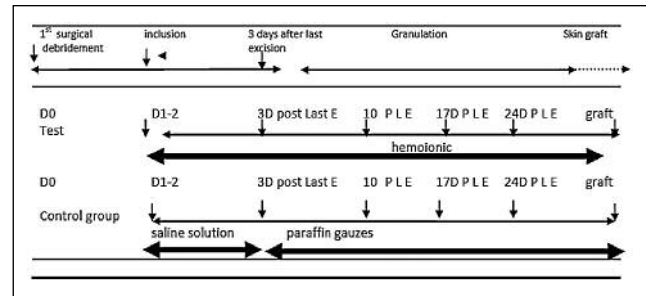 1st surgical debridement inclusion 3 days after last excision Granulation Skin graft
D0 D1-2 3D post Last E 10 P L E 17D P L E 24D P L E graft
Test
hemoionic
D0 D1-2 3D post Last E 10 P L E 17D P L E 24D P L E graft
Control group
saline solution paraffin gauzes